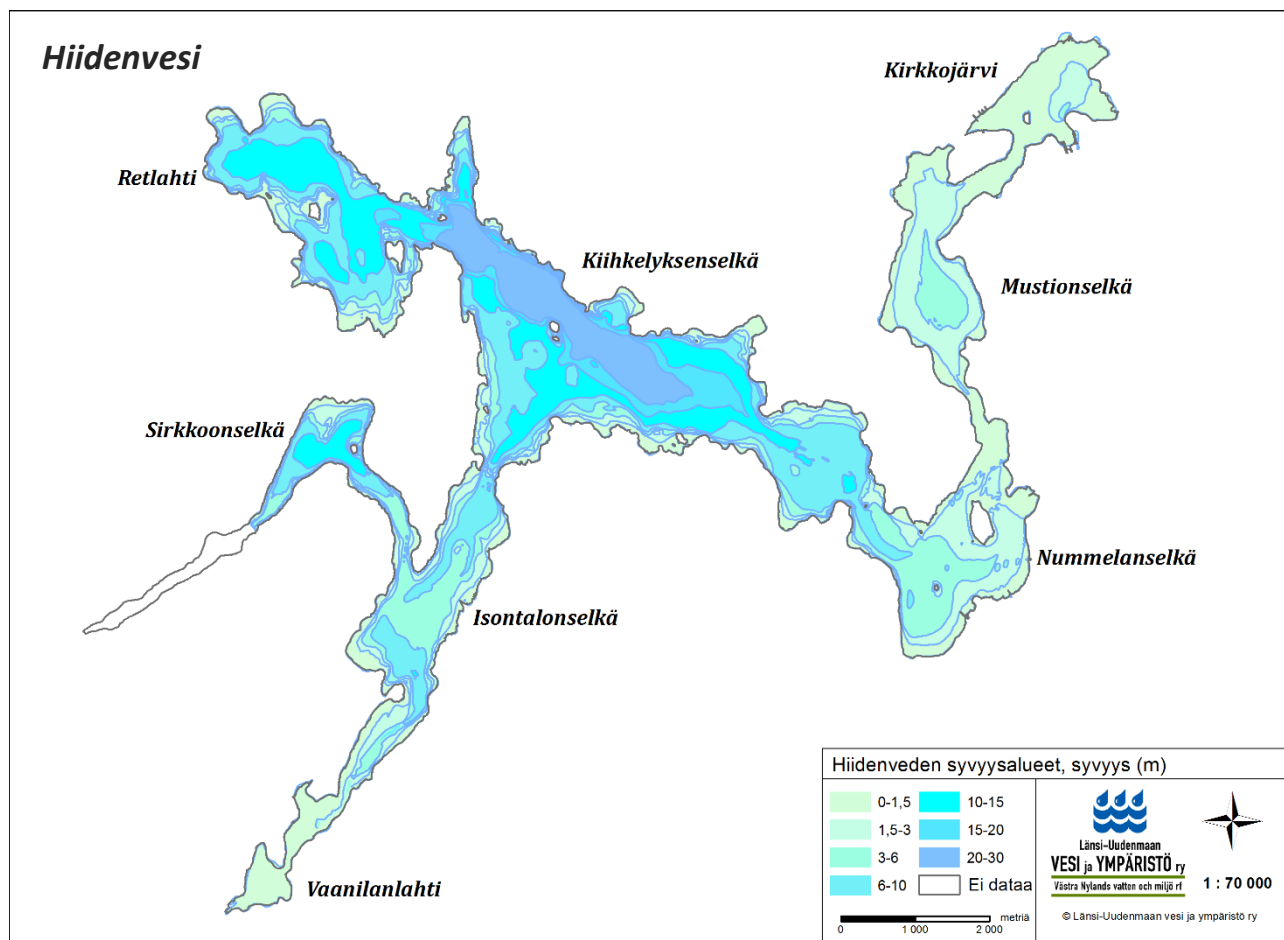 Hiidenvesi
Kirkkojärvi
Retlahti
Kiihkelyksenselkä
Mustionselkä
Sirkkoonselkä
Nummelanselkä
Isontalonselkä
Vaanilanlahti
Hiidenveden syvyysalueet, syvyys (m)
0-1,5
10-15
1,5-3
15-20
3-6
20-30
6-10
Ei dataa
metriä
0 1 000 2 000
Länsi-Uudenmaan
VESI ja YMPÄRISTÖ ry
Västra Nylands vatten och miljö rf
1 : 70 000
© Länsi-Uudenmaan vesi ja ympäristö ry